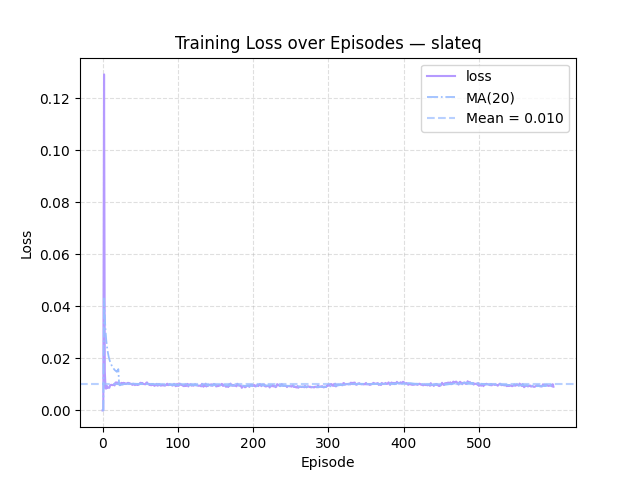 Training Loss over Episodes — slateq
loss
MA(20)
Mean = 0.010
0.12
0.10
0.08
0.06
0.04
0.02
0.00
Loss
0
100
200
300
400
500
Episode